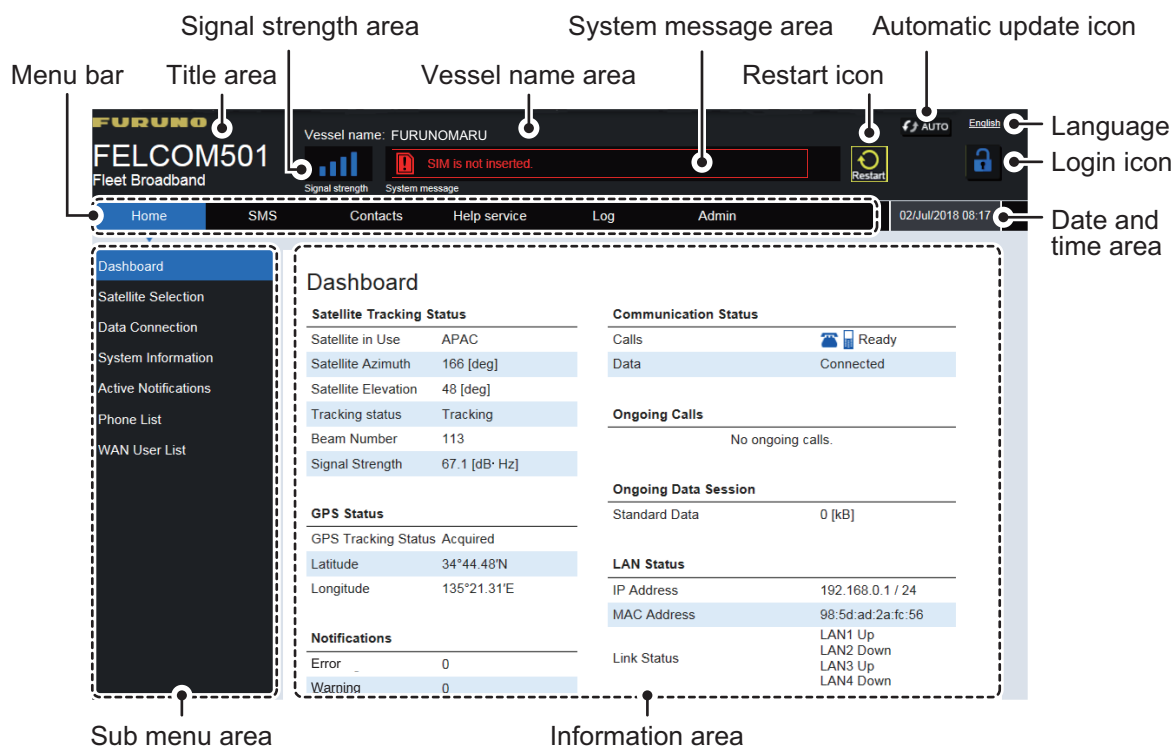 Signal strength area
System message area
Automatic update icon
Menu bar
Title area
Vessel name area
Restart icon
FURUNO
FELCOM501
Fleet Broadband
Vessel name: FURUNOMARU
SIM is not inserted.
Signal strength
System message
Restart
AUTO
English
Language
Login icon
Home
SMS
Contacts
Help service
Log
Admin
02/Jul/2018 08:17
Date and
time area
Dashboard
Satellite Selection
Data Connection
System Information
Active Notifications
Phone List
WAN User List
Dashboard
Satellite Tracking Status
Satellite in Use APAC
Satellite Azimuth 166 [deg]
Satellite Elevation 48 [deg]
Tracking status Tracking
Beam Number 113
Signal Strength 67.1 [dB· Hz]
GPS Status
GPS Tracking Status Acquired
Latitude 34°44.48'N
Longitude 135°21.31'E
Notifications
Error 0
Warning 0
Communication Status
Calls Ready
Data Connected
Ongoing Calls
No ongoing calls.
Ongoing Data Session
Standard Data 0 [kB]
LAN Status
IP Address 192.168.0.1 / 24
MAC Address 98:5d:ad:2a:fc:56
Link Status
LAN1 Up
LAN2 Down
LAN3 Up
LAN4 Down
Sub menu area
Information area